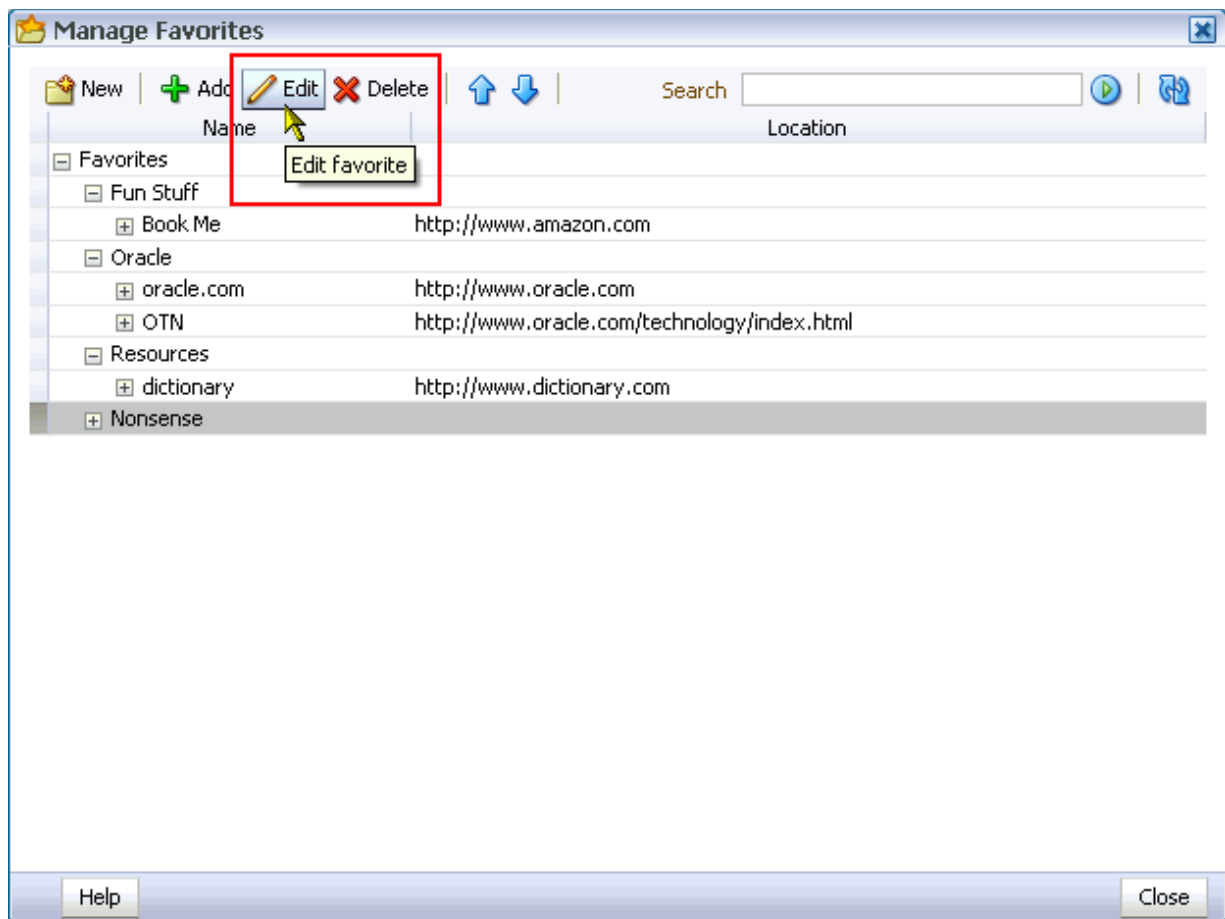 Manage Favorites
New Add Edit Delete Search
Name Location
Edit favorite
Favorites
Fun Stuff
Book Me http://www.amazon.com
Oracle
oracle.com http://www.oracle.com
OTN http://www.oracle.com/technology/index.html
Resources
dictionary http://www.dictionary.com
Nonsense
Help Close